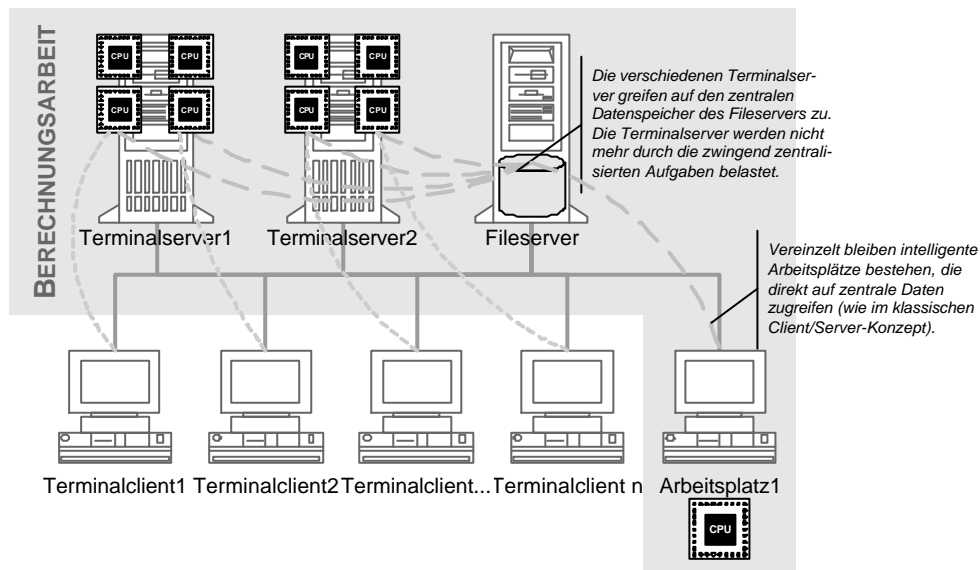 BERECHNUNGSARBEIT
CPU
CPU
CPU
CPU
CPU
CPU
CPU
CPU
Die verschiedenen Terminalser-
ver greifen auf den zentralen
Datenspeicher des Fileservers zu.
Die Terminalserver werden nicht
mehr durch die zwingend zentrali-
sierten Aufgaben belastet.
Terminalserver1
Terminalserver2
Fileserver
Vereinzelt bleiben intelligente
Arbeitsplätze bestehen, die
direkt auf zentrale Daten
zugreifen (wie im klassischen
Client/Server-Konzept).
Terminalclient1
Terminalclient2
Terminalclient...
Terminalclient n
Arbeitsplatz1
CPU